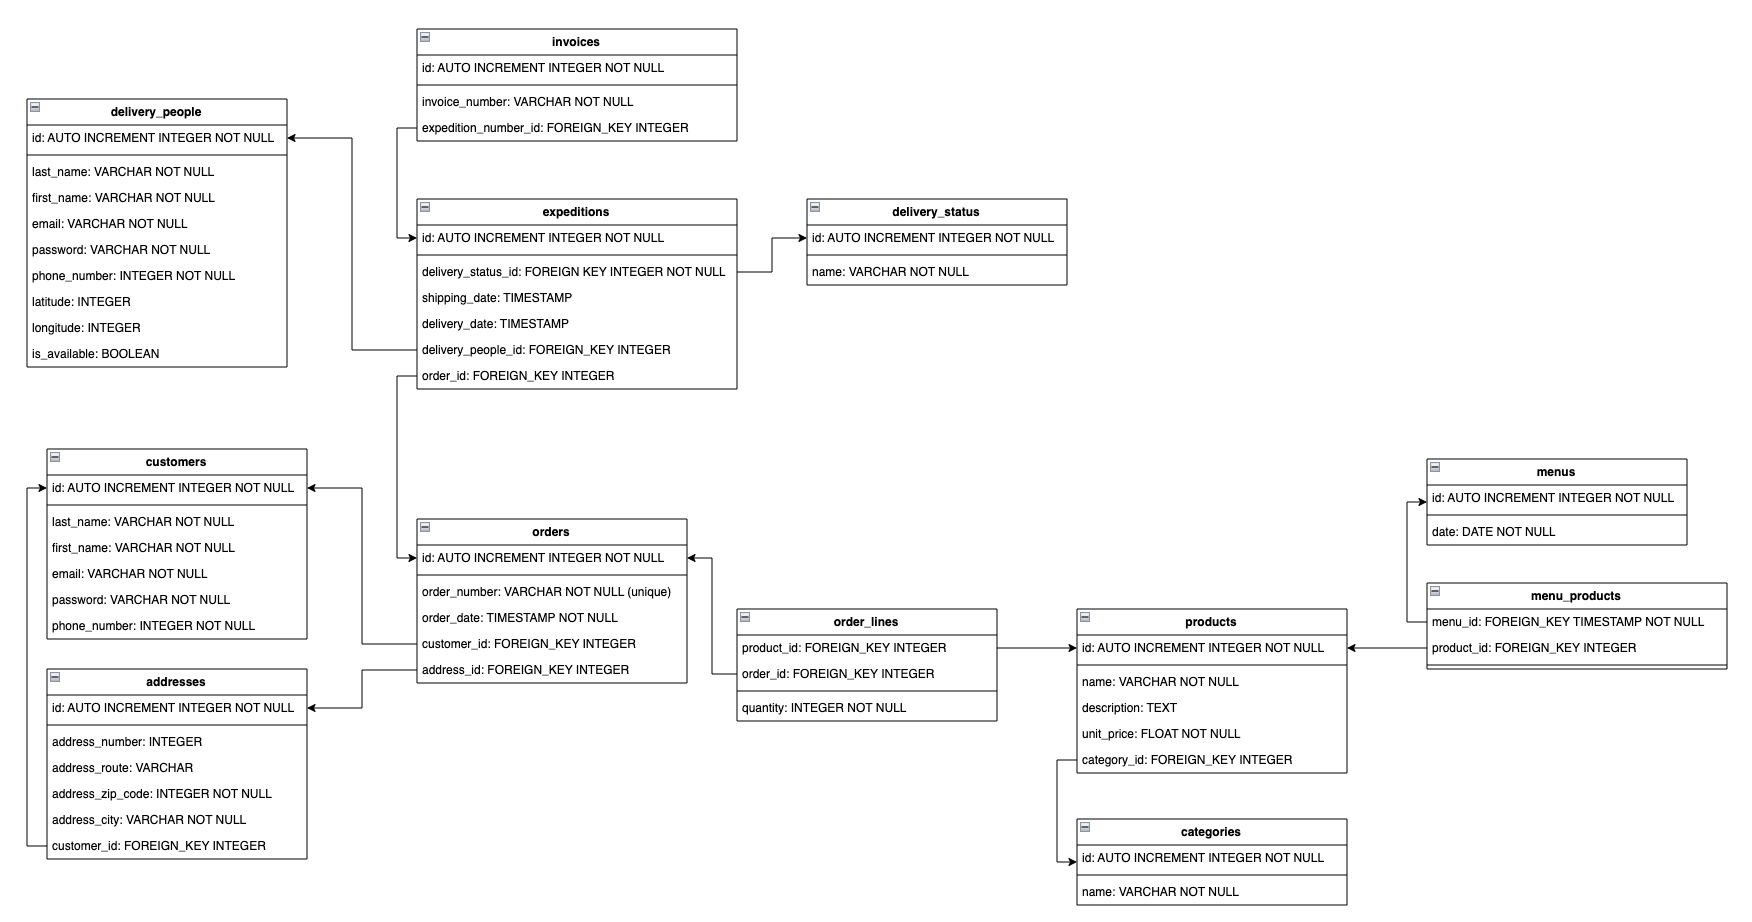 invoices
id: AUTO INCREMENT INTEGER NOT NULL
invoice_number: VARCHAR NOT NULL
expedition_number_id: FOREIGN_KEY INTEGER
delivery_people
id: AUTO INCREMENT INTEGER NOT NULL
last_name: VARCHAR NOT NULL
first_name: VARCHAR NOT NULL
email: VARCHAR NOT NULL
password: VARCHAR NOT NULL
phone_number: INTEGER NOT NULL
latitude: INTEGER
longitude: INTEGER
is_available: BOOLEAN
expeditions
id: AUTO INCREMENT INTEGER NOT NULL
delivery_status_id: FOREIGN KEY INTEGER NOT NULL
shipping_date: TIMESTAMP
delivery_date: TIMESTAMP
delivery_people_id: FOREIGN_KEY INTEGER
order_id: FOREIGN_KEY INTEGER
delivery_status
id: AUTO INCREMENT INTEGER NOT NULL
name: VARCHAR NOT NULL
customers
id: AUTO INCREMENT INTEGER NOT NULL
last_name: VARCHAR NOT NULL
first_name: VARCHAR NOT NULL
email: VARCHAR NOT NULL
password: VARCHAR NOT NULL
phone_number: INTEGER NOT NULL
addresses
id: AUTO INCREMENT INTEGER NOT NULL
address_number: INTEGER
address_route: VARCHAR
address_zip_code: INTEGER NOT NULL
address_city: VARCHAR NOT NULL
customer_id: FOREIGN_KEY INTEGER
orders
id: AUTO INCREMENT INTEGER NOT NULL
order_number: VARCHAR NOT NULL (unique)
order_date: TIMESTAMP NOT NULL
customer_id: FOREIGN_KEY INTEGER
address_id: FOREIGN_KEY INTEGER
order_lines
product_id: FOREIGN_KEY INTEGER
order_id: FOREIGN_KEY INTEGER
quantity: INTEGER NOT NULL
products
id: AUTO INCREMENT INTEGER NOT NULL
name: VARCHAR NOT NULL
description: TEXT
unit_price: FLOAT NOT NULL
category_id: FOREIGN_KEY INTEGER
menus
id: AUTO INCREMENT INTEGER NOT NULL
date: DATE NOT NULL
menu_products
menu_id: FOREIGN_KEY TIMESTAMP NOT NULL
product_id: FOREIGN_KEY INTEGER
categories
id: AUTO INCREMENT INTEGER NOT NULL
name: VARCHAR NOT NULL